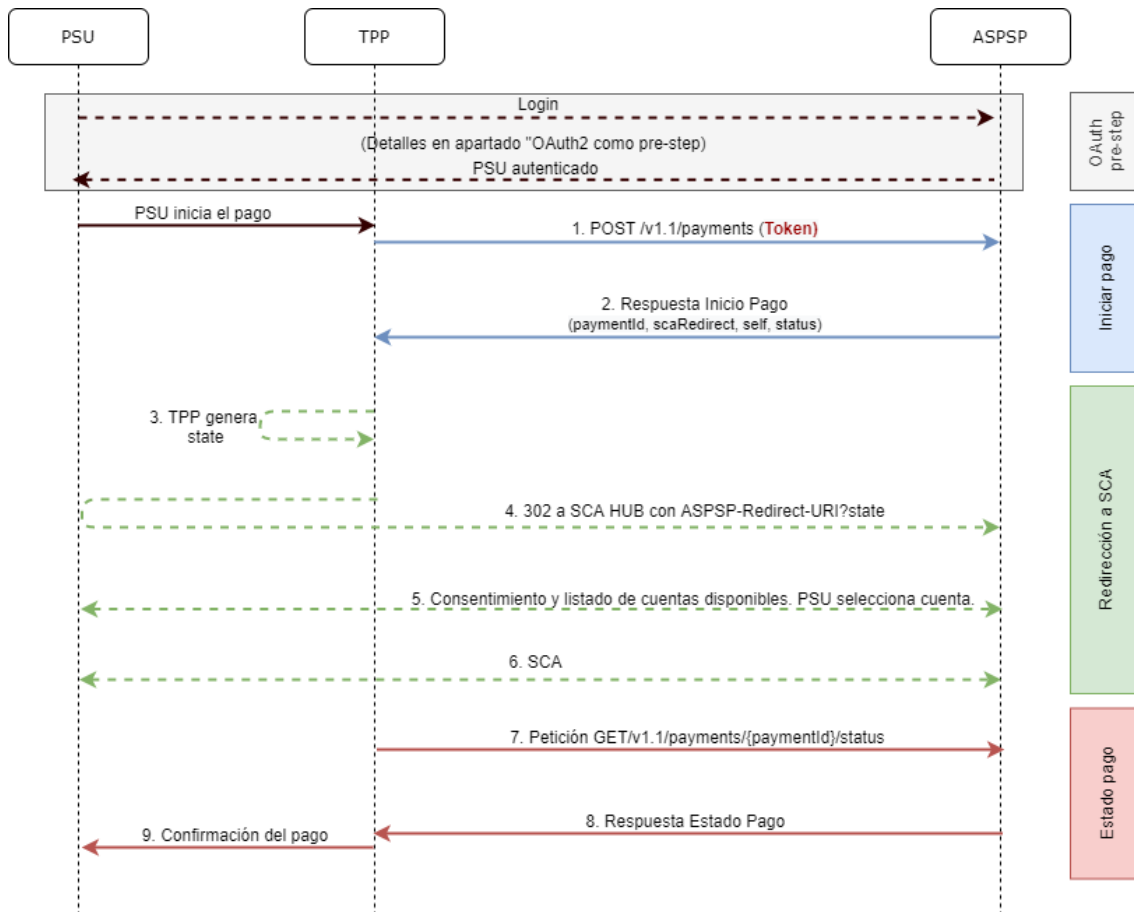 PSU
TPP
ASPSP
Login
(Detalles en apartado "OAuth2 como pre-step)
PSU autenticado
OAuth
pre-step
PSU inicia el pago
1. POST /v1.1/payments (Token)
2. Respuesta Inicio Pago
(paymentId, scaRedirect, self, status)
Iniciar pago
3. TPP genera
state
4. 302 a SCA HUB con ASPSP-Redirect-URI?state
5. Consentimiento y listado de cuentas disponibles. PSU selecciona cuenta.
6. SCA
Redirección a SCA
7. Petición GET/v1.1/payments/{paymentId}/status
8. Respuesta Estado Pago
9. Confirmación del pago
Estado pago